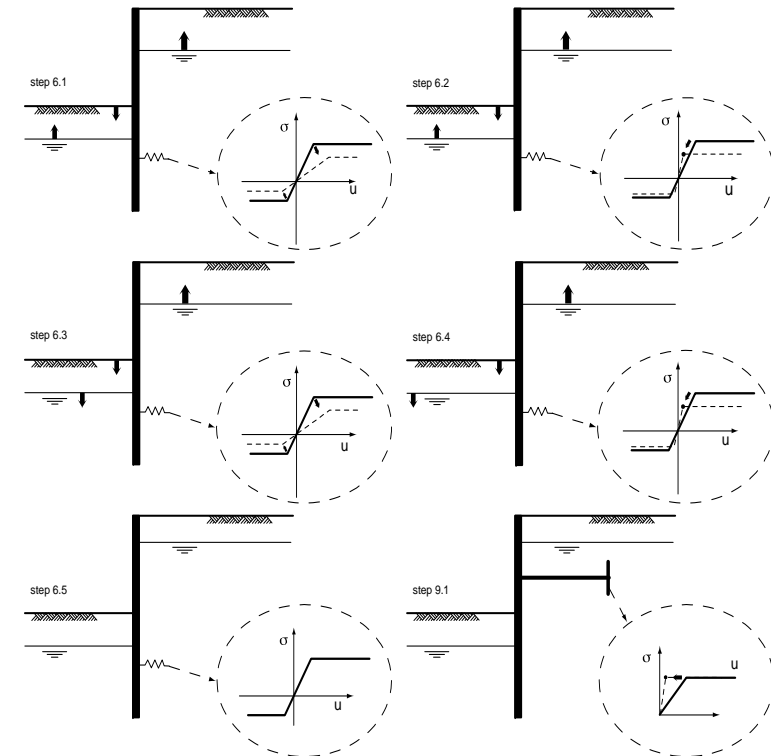 step 6.1
σ
u
step 6.2
σ
u
step 6.3
σ
u
step 6.4
σ
u
step 6.5
σ
u
step 9.1
σ
u